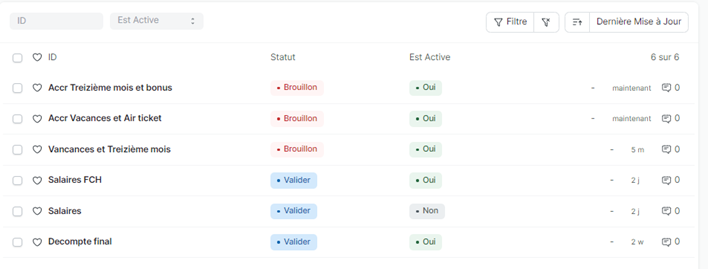 ID Est Active Filtre Dernière Mise à Jour
ID Statut Est Active 6 sur 6
Accr Treizième mois et bonus Brouillon Oui - maintenant 0
Accr Vacances et Air ticket Brouillon Oui - maintenant 0
Vancances et Treizième mois Brouillon Oui - 5 m 0
Salaires FCH Valider Oui - 2 j 0
Salaires Valider Non - 2 j 0
Decompte final Valider Oui - 2 w 0